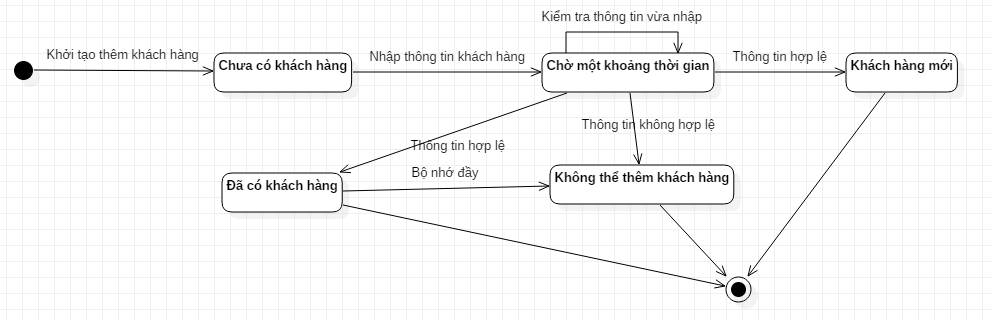 Kiểm tra thông tin vừa nhập
Khởi tạo thêm khách hàng
Nhập thông tin khách hàng
Thông tin hợp lệ
Chưa có khách hàng
Chờ một khoảng thời gian
Khách hàng mới
Thông tin không hợp lệ
Thông tin hợp lệ
Bộ nhớ đầy
Đã có khách hàng
Không thể thêm khách hàng